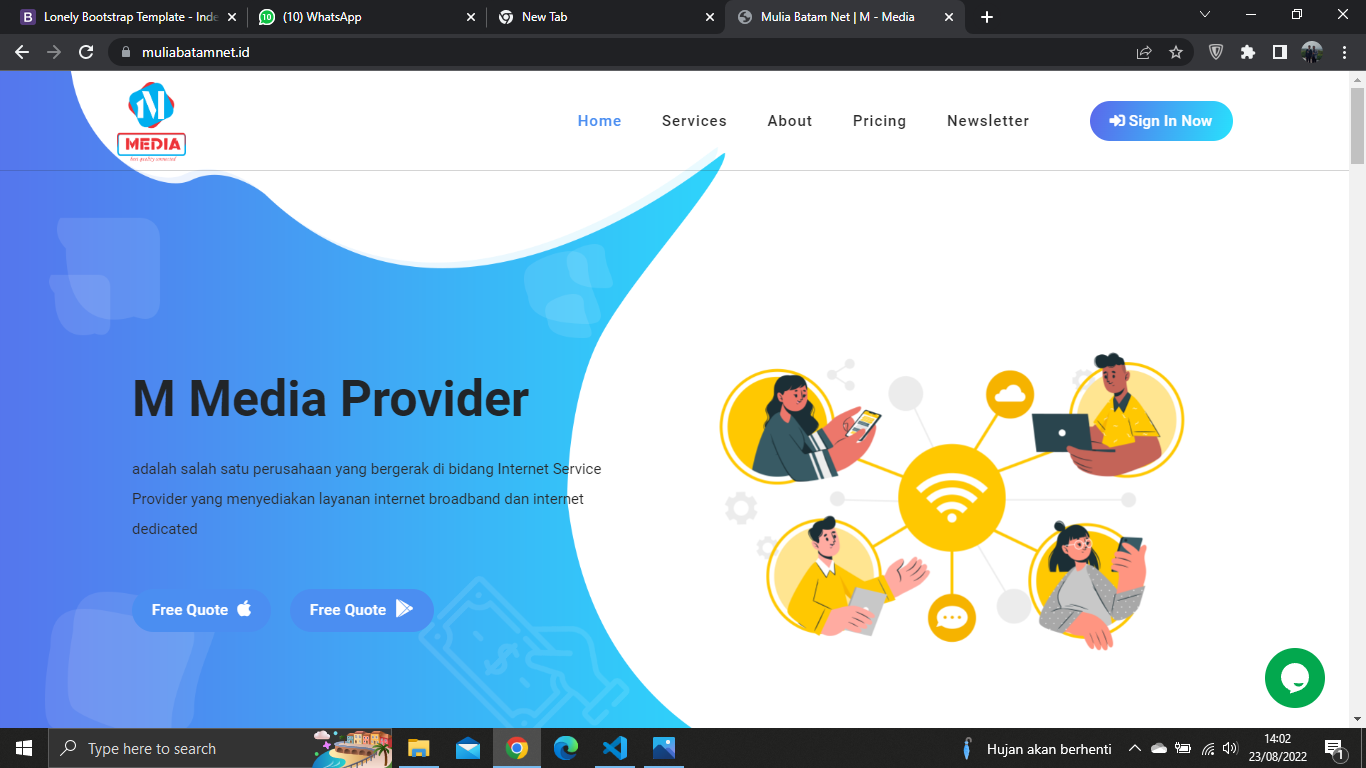 Lonely Bootstrap Template - Inde
(10) WhatsApp
New Tab
Mulia Batam Net | M - Media
muliabatamnet.id
M
MEDIA
Home
Services
About
Pricing
Newsletter
Sign In Now
M Media Provider
adalah salah satu perusahaan yang bergerak di bidang Internet Service
Provider yang menyediakan layanan internet broadband dan internet
dedicated
Free Quote
Free Quote
Type here to search
Hujan akan berhenti
14:02
23/08/2022
1